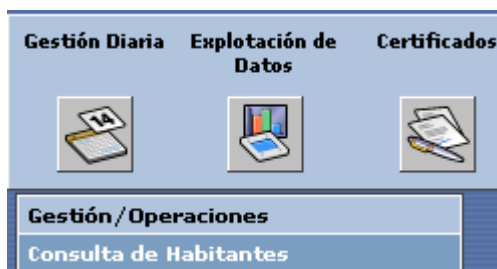 Gestión Diaria
Explotación de
Datos
Certificados
14
Gestión/Operaciones
Consulta de Habitantes